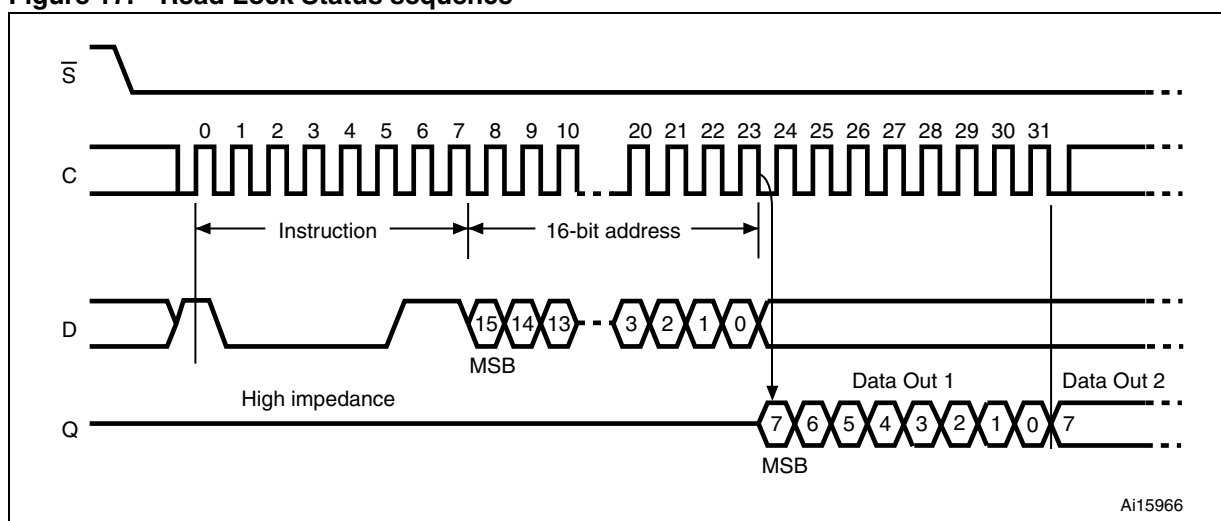 Figure 17. Read Lock Status sequence
S
0 1 2 3 4 5 6 7 8 9 10 20 21 22 23 24 25 26 27 28 29 30 31
C
Instruction 16-bit address
D 15 14 13 3 2 1 0
MSB
High impedance Data Out 1 Data Out 2
Q 7 6 5 4 3 2 1 0 7
MSB
Ai15966